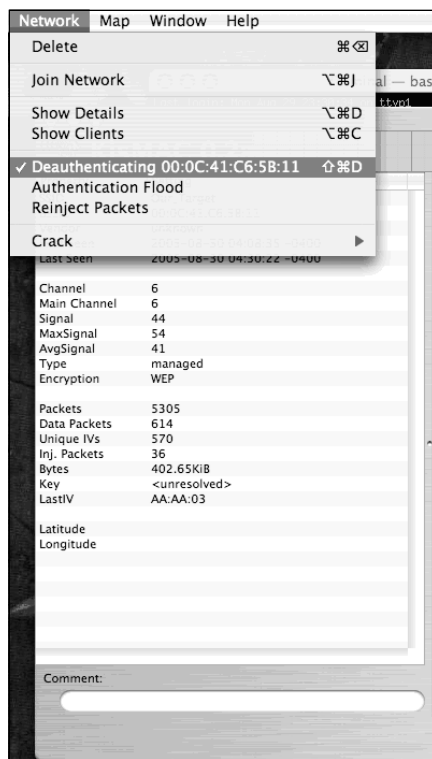 Network Map Window Help
Delete ⌘⌫
Join Network ⌥⌘J
Show Details ⌥⌘D
Show Clients ⌥⌘C
✓ Deauthenticating 00:0C:41:C6:5B:11 ⇧⌘D
Authentication Flood
Reinject Packets
Crack ▶
al — bas
ttyp1
Last Seen 2005-08-30 04:30:22 -0400
Channel 6
Main Channel 6
Signal 44
MaxSignal 54
AvgSignal 41
Type managed
Encryption WEP
Packets 5305
Data Packets 614
Unique IVs 570
Inj. Packets 36
Bytes 402.65KiB
Key <unresolved>
LastIV AA:AA:03
Latitude
Longitude
Comment: